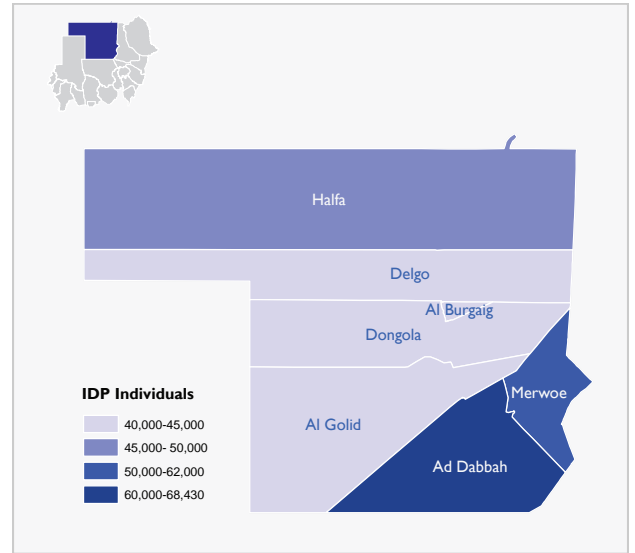 Halfa
Delgo
Al Burgaig
Dongola
Merwoe
Al Golid
Ad Dabbah
IDP Individuals
40,000-45,000
45,000- 50,000
50,000-62,000
60,000-68,430